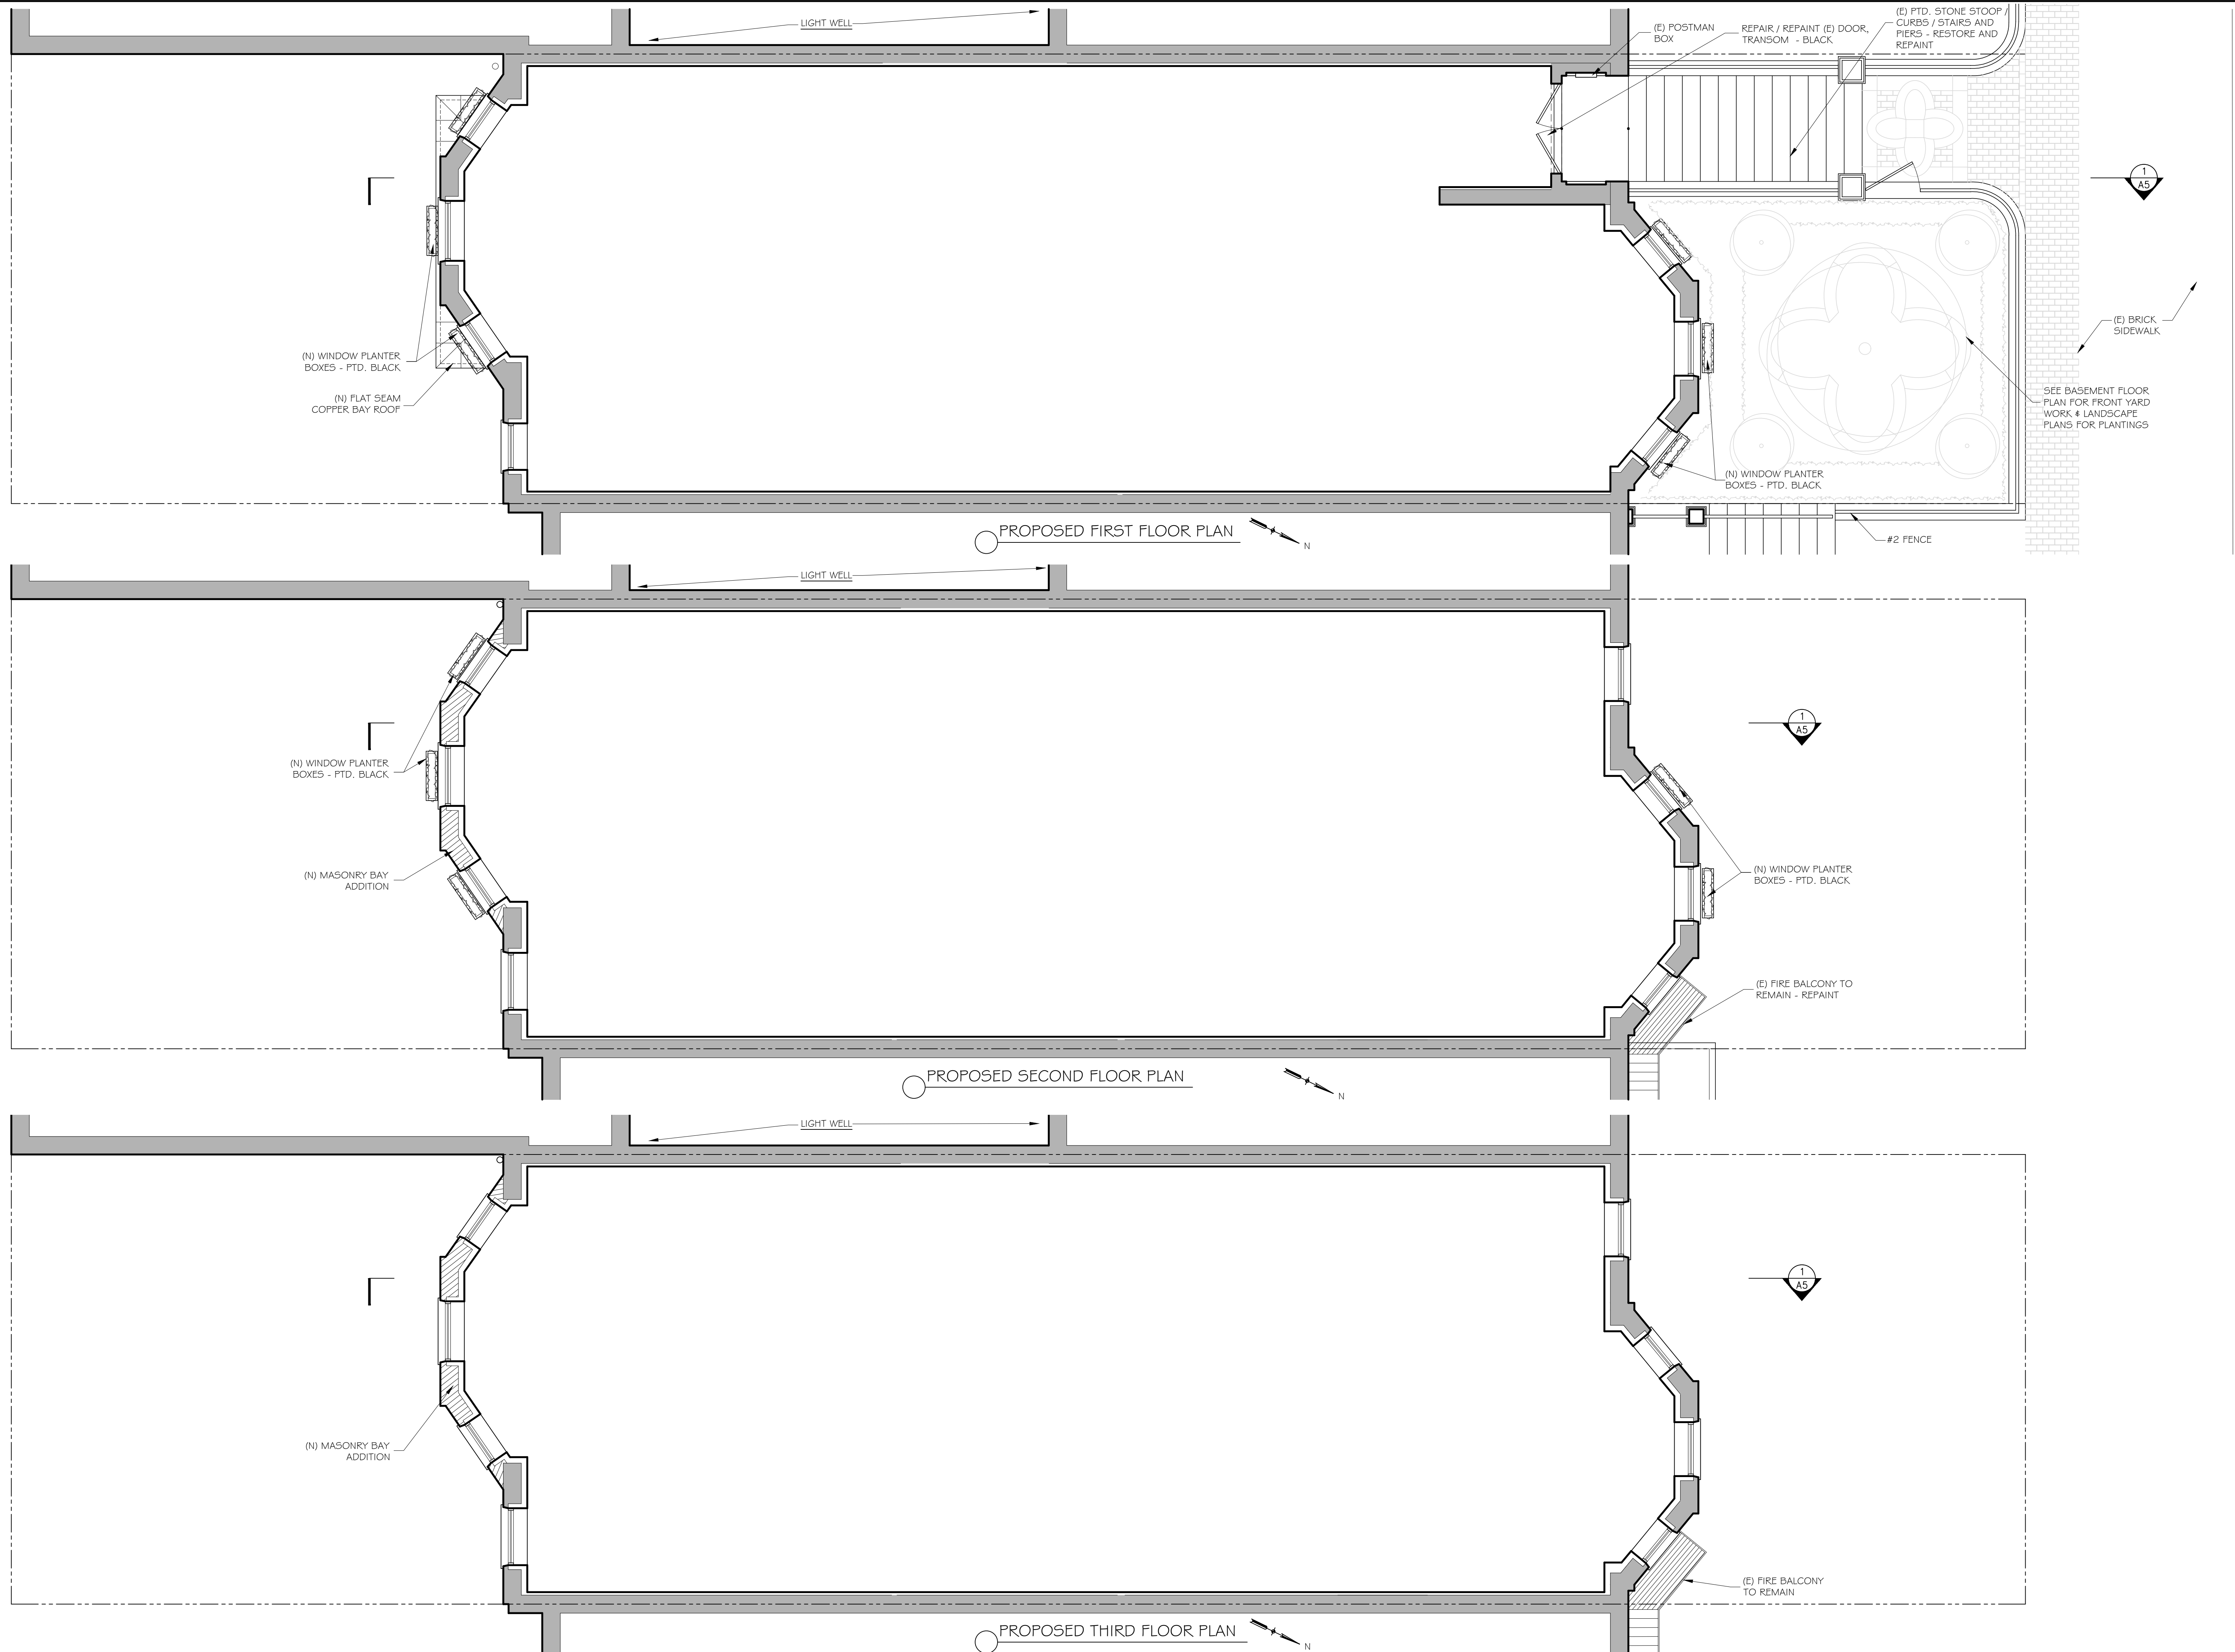 LIGHT WELL
(E) POSTMAN
BOX
REPAIR / REPAINT (E) DOOR,
TRANSOM - BLACK
(E) PTD. STONE STOOP /
CURBS / STAIRS AND
PIERS - RESTORE AND
REPAINT
1
A5
(E) BRICK
SIDEWALK
(N) WINDOW PLANTER
BOXES - PTD. BLACK
(N) FLAT SEAM
COPPER BAY ROOF
SEE BASEMENT FLOOR
PLAN FOR FRONT YARD
WORK & LANDSCAPE
PLANS FOR PLANTINGS
(N) WINDOW PLANTER
BOXES - PTD. BLACK
#2 FENCE
PROPOSED FIRST FLOOR PLAN
N
LIGHT WELL
1
A5
(N) WINDOW PLANTER
BOXES - PTD. BLACK
(N) MASONRY BAY
ADDITION
(N) WINDOW PLANTER
BOXES - PTD. BLACK
(E) FIRE BALCONY TO
REMAIN - REPAINT
PROPOSED SECOND FLOOR PLAN
N
LIGHT WELL
1
A5
(N) MASONRY BAY
ADDITION
(E) FIRE BALCONY
TO REMAIN
PROPOSED THIRD FLOOR PLAN
N